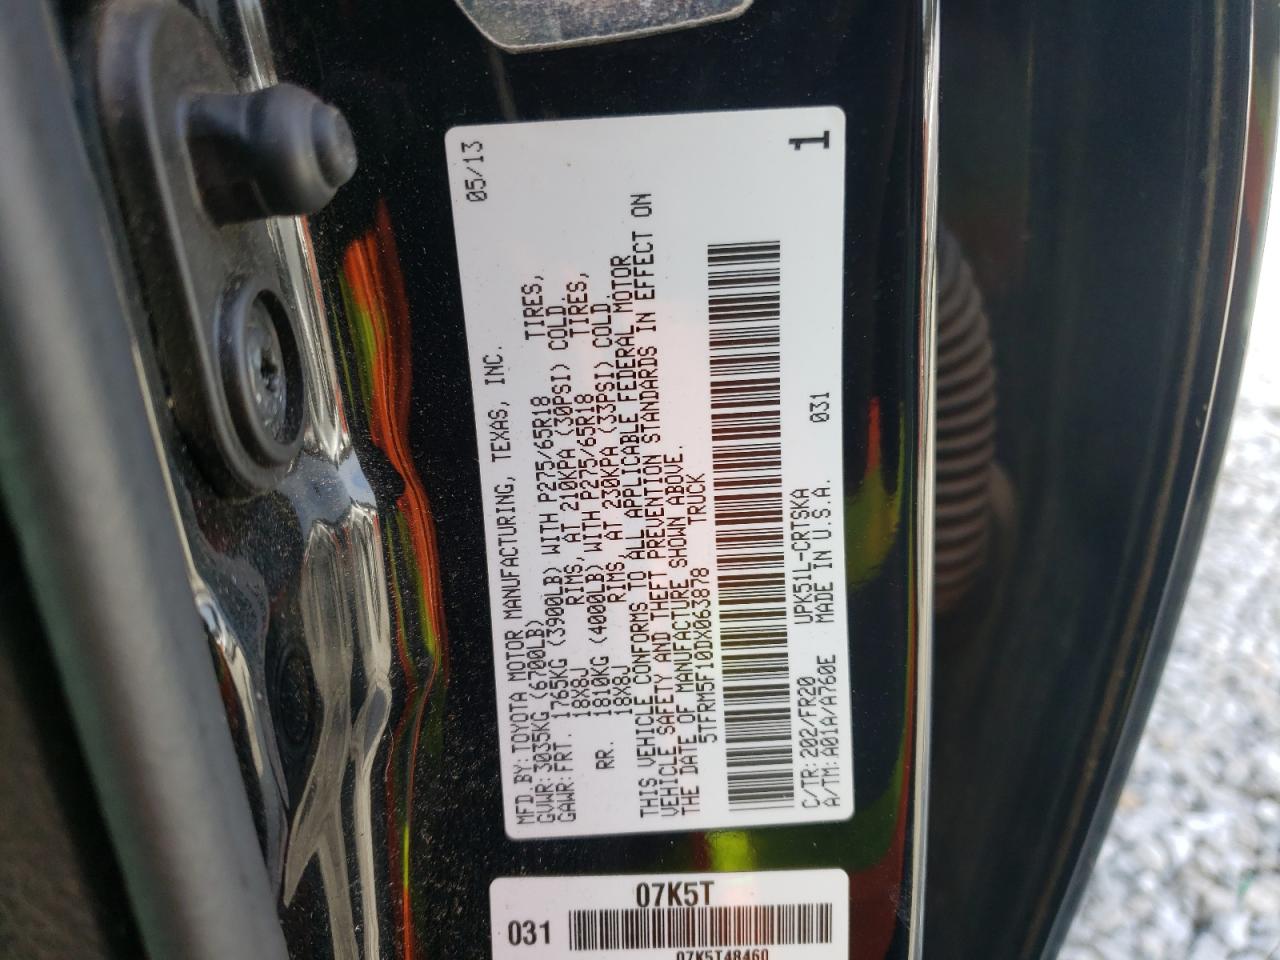 MFD.BY:TOYOTA MOTOR MANUFACTURING, TEXAS, INC. 05/13
GVWR:3035KG (6700LB)
GAWR:FRT. 1765KG (3900LB) WITH P275/65R18 TIRES,
18X8J RIMS, AT 210KPA (30PSI) COLD.
RR. 1810KG (4000LB) WITH P275/65R18 TIRES,
18X8J RIMS, AT 230KPA (33PSI) COLD.
THIS VEHICLE CONFORMS TO ALL APPLICABLE FEDERAL MOTOR
VEHICLE SAFETY AND THEFT PREVENTION STANDARDS IN EFFECT ON
THE DATE OF MANUFACTURE SHOWN ABOVE.
5TFRM5F10DX063878 TRUCK
C/TR:202/FR20 UPK51L-CRTSKA
A/TM:A01A/A760E MADE IN U.S.A. 031
1
07K5T
031
07K5T48460